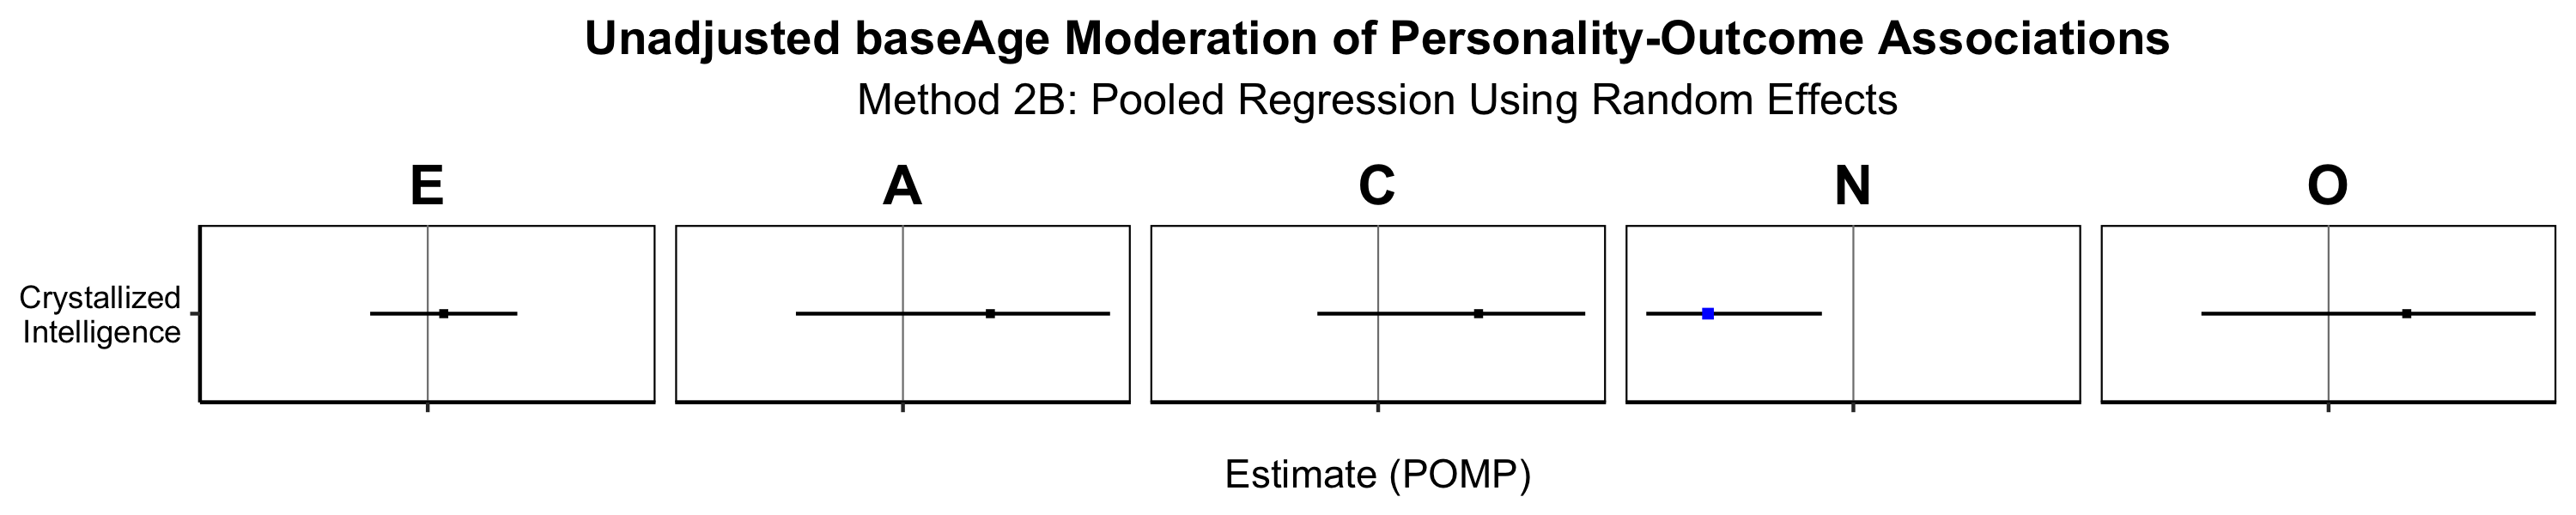 Unadjusted baseAge Moderation of Personality-Outcome Associations
Method 2B: Pooled Regression Using Random Effects
E A C N O
Crystallized
Intelligence
Estimate (POMP)